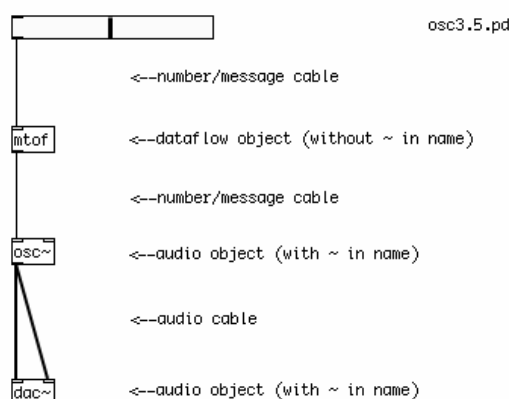 osc3.5.pd
<--number/message cable
mtof
<--dataflow object (without ~ in name)
<--number/message cable
osc~
<--audio object (with ~ in name)
<--audio cable
dac~
<--audio object (with ~ in name)